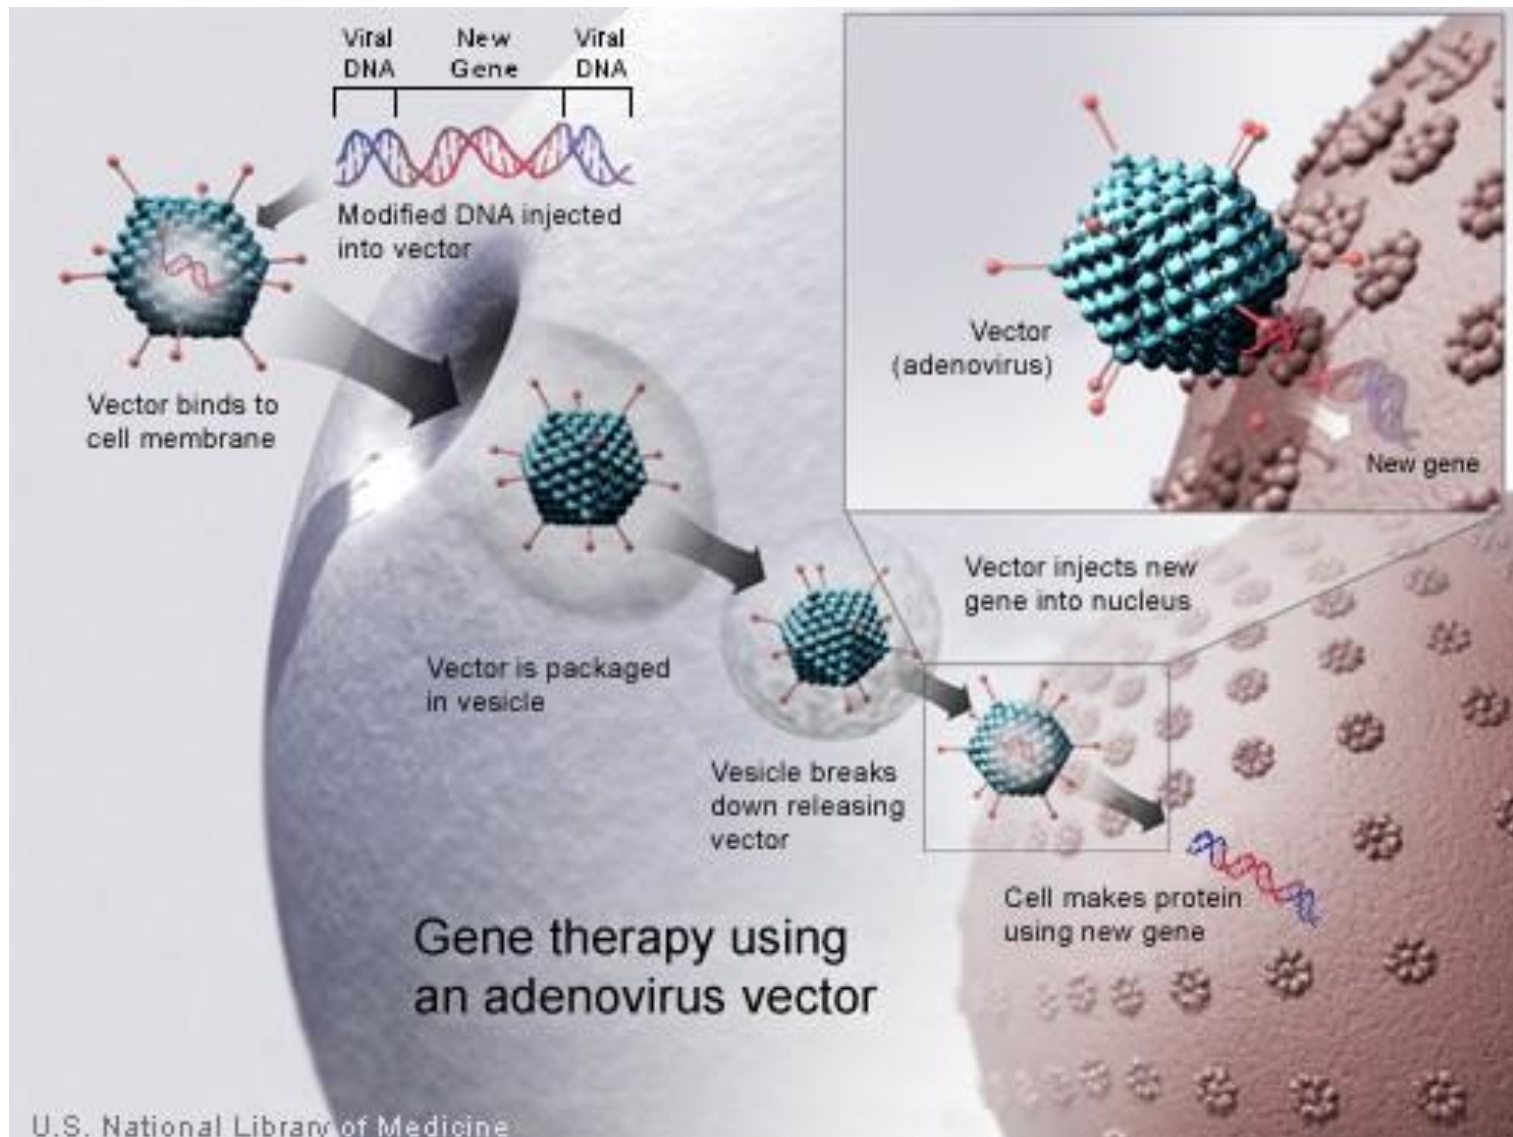 Viral
DNA
New
Gene
Viral
DNA
Modified DNA injected
into vector
Vector binds to
cell membrane
Vector
(adenovirus)
New gene
Vector injects new
gene into nucleus
Vector is packaged
in vesicle
Vesicle breaks
down releasing
vector
Cell makes protein
using new gene
Gene therapy using
an adenovirus vector
U.S. National Library of Medicine